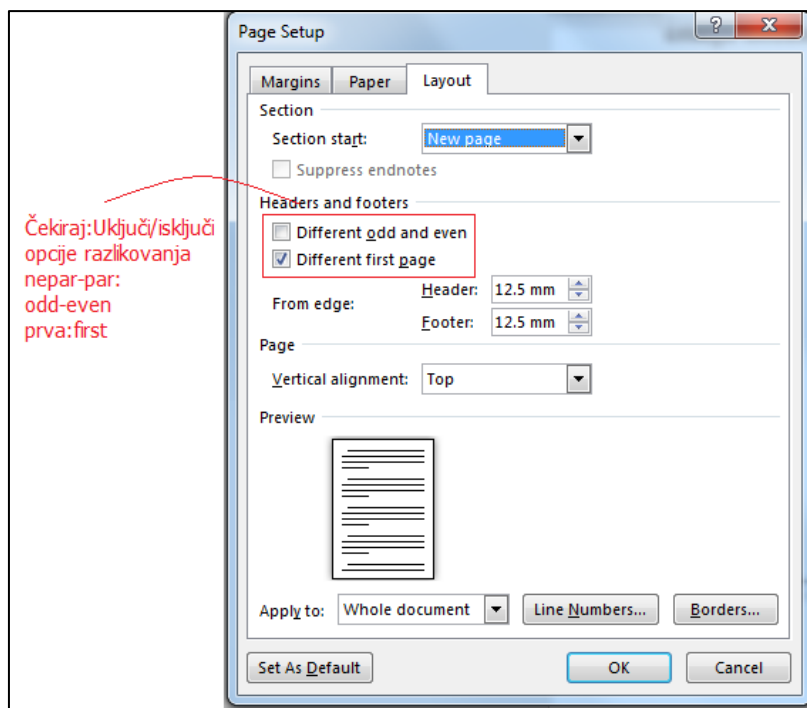 Page Setup
Margins Paper Layout
Section
Section start: New page
Suppress endnotes
Headers and footers
Different odd and even
Different first page
From edge:
Header: 12.5 mm
Footer: 12.5 mm
Page
Vertical alignment: Top
Preview
Apply to: Whole document Line Numbers... Borders...
Set As Default OK Cancel
Čekiraj:Uključi/isključi
opcije razlikovanja
nepar-par:
odd-even
prva:first